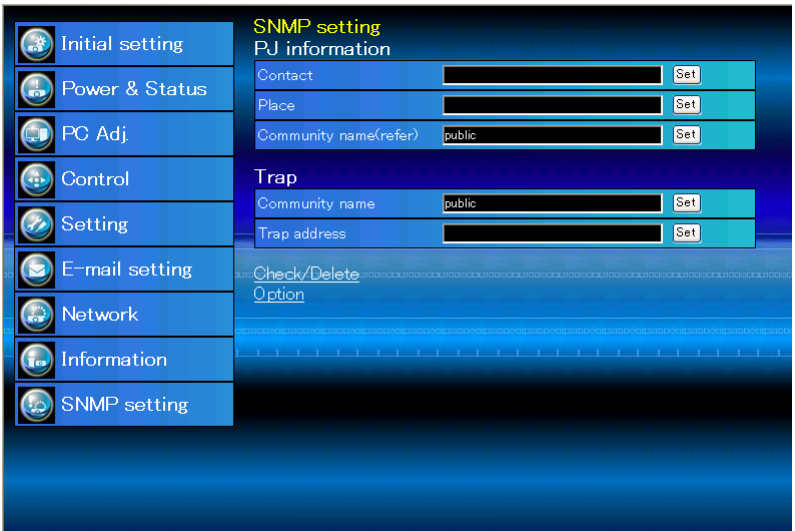 Initial setting
Power & Status
PC Adj.
Control
Setting
E-mail setting
Network
Information
SNMP setting
SNMP setting
PJ information
Contact Set
Place Set
Community name(refer) public Set
Trap
Community name public Set
Trap address Set
Check/Delete
Option